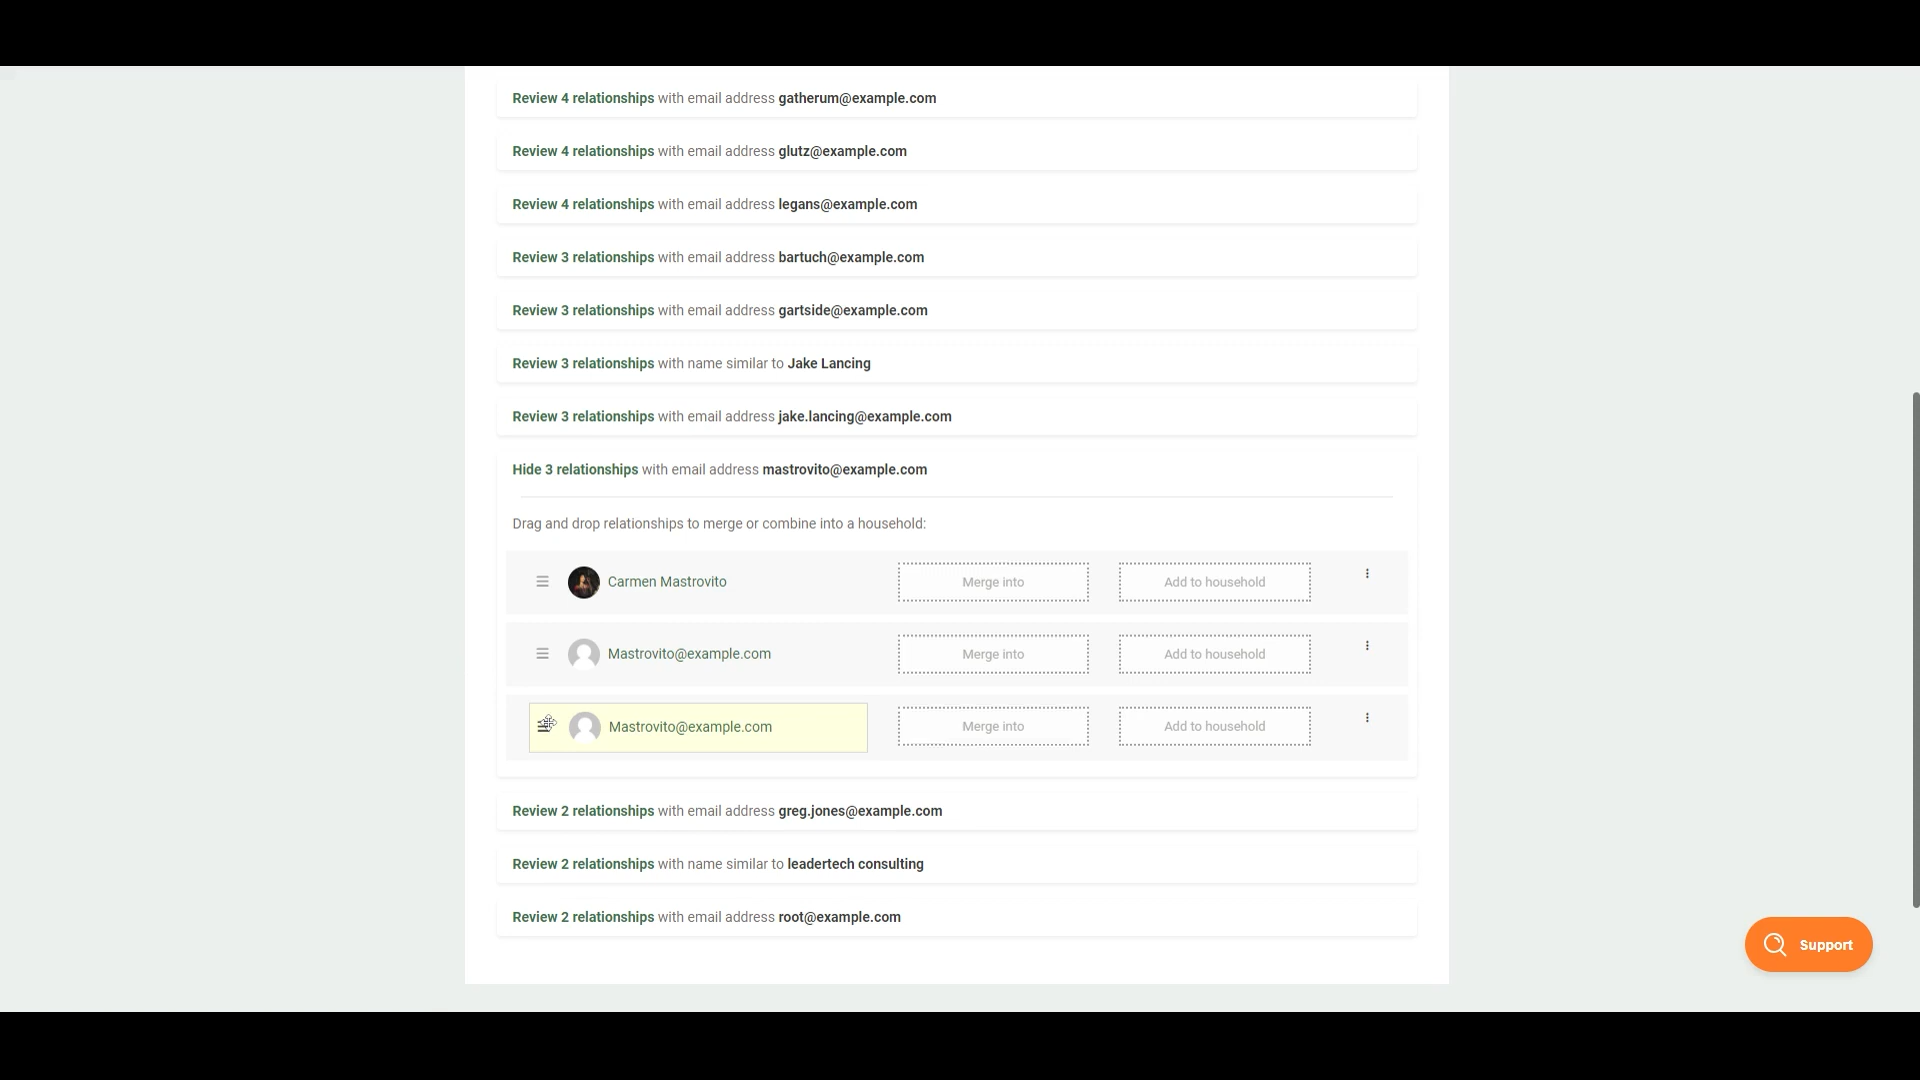 Review 4 relationships with email address gatherum@example.com
Review 4 relationships with email address glutz@example.com
Review 4 relationships with email address legans@example.com
Review 3 relationships with email address bartuch@example.com
Review 3 relationships with email address gartside@example.com
Review 3 relationships with name similar to Jake Lancing
Review 3 relationships with email address jake.lancing@example.com
Hide 3 relationships with email address mastrovito@example.com
Drag and drop relationships to merge or combine into a household:
Carmen Mastrovito Merge into Add to household
Mastrovito@example.com Merge into Add to household
Mastrovito@example.com Merge into Add to household
Review 2 relationships with email address greg.jones@example.com
Review 2 relationships with name similar to leadertech consulting
Review 2 relationships with email address root@example.com
Support